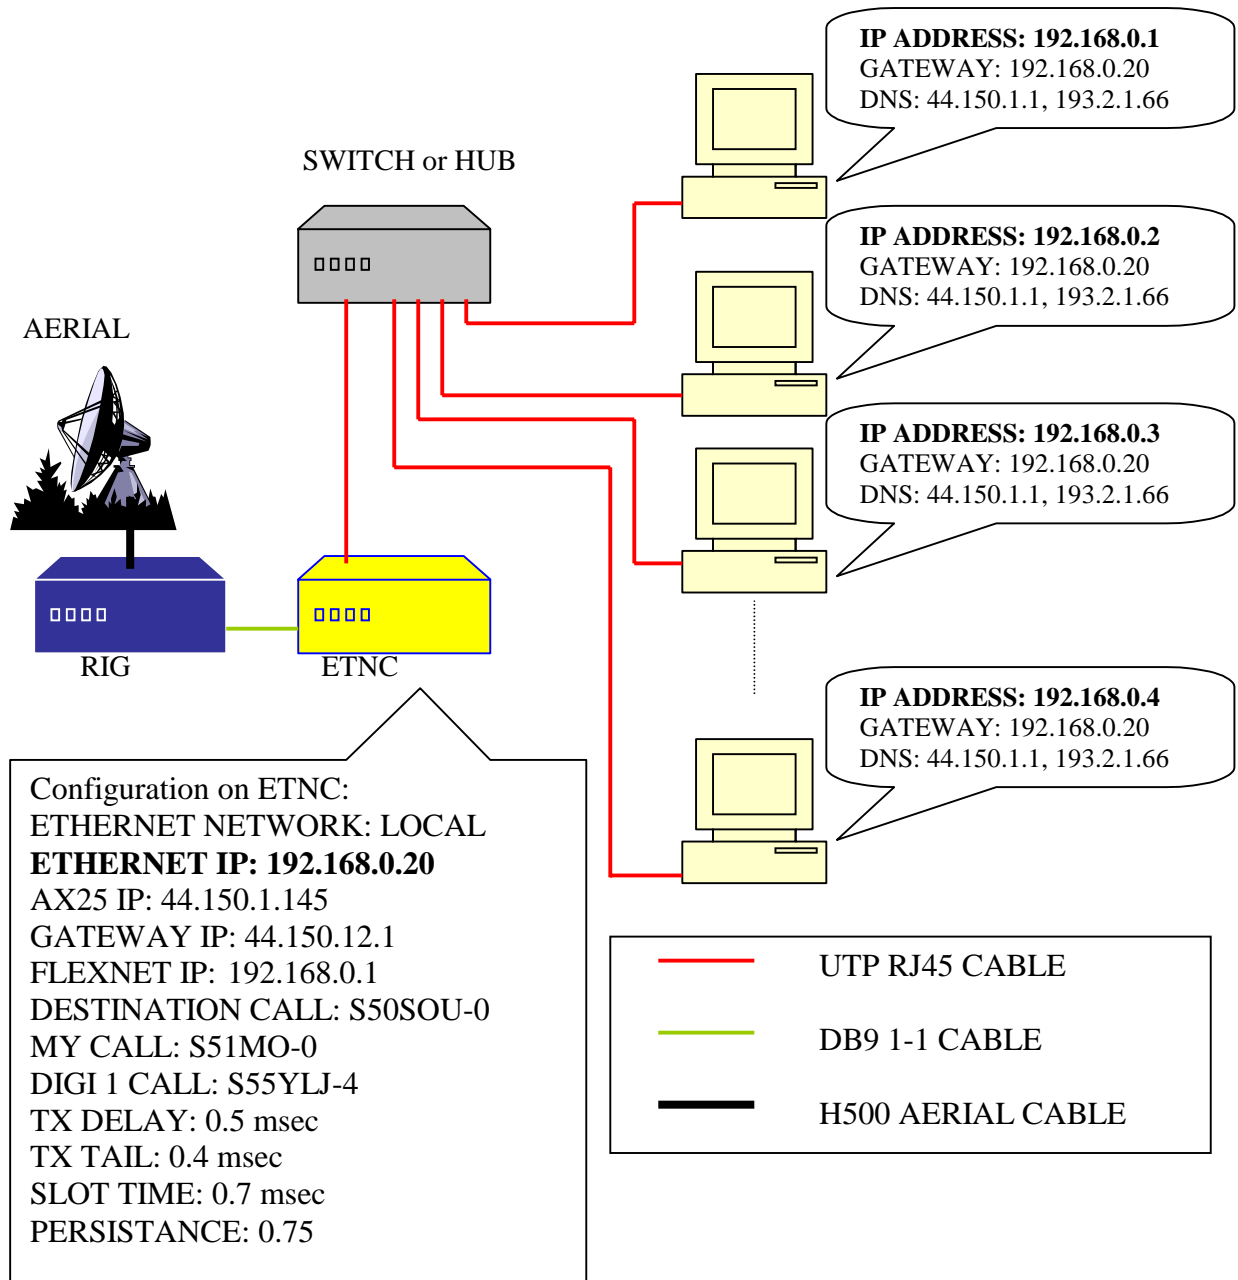 IP ADDRESS: 192.168.0.1
GATEWAY: 192.168.0.20
DNS: 44.150.1.1, 193.2.1.66
SWITCH or HUB
IP ADDRESS: 192.168.0.2
GATEWAY: 192.168.0.20
DNS: 44.150.1.1, 193.2.1.66
AERIAL
IP ADDRESS: 192.168.0.3
GATEWAY: 192.168.0.20
DNS: 44.150.1.1, 193.2.1.66
RIG
ETNC
IP ADDRESS: 192.168.0.4
GATEWAY: 192.168.0.20
DNS: 44.150.1.1, 193.2.1.66
Configuration on ETNC:
ETHERNET NETWORK: LOCAL
ETHERNET IP: 192.168.0.20
AX25 IP: 44.150.1.145
GATEWAY IP: 44.150.12.1
FLEXNET IP: 192.168.0.1
DESTINATION CALL: S50SOU-0
MY CALL: S51MO-0
DIGI 1 CALL: S55YLJ-4
TX DELAY: 0.5 msec
TX TAIL: 0.4 msec
SLOT TIME: 0.7 msec
PERSISTANCE: 0.75
UTP RJ45 CABLE
DB9 1-1 CABLE
H500 AERIAL CABLE